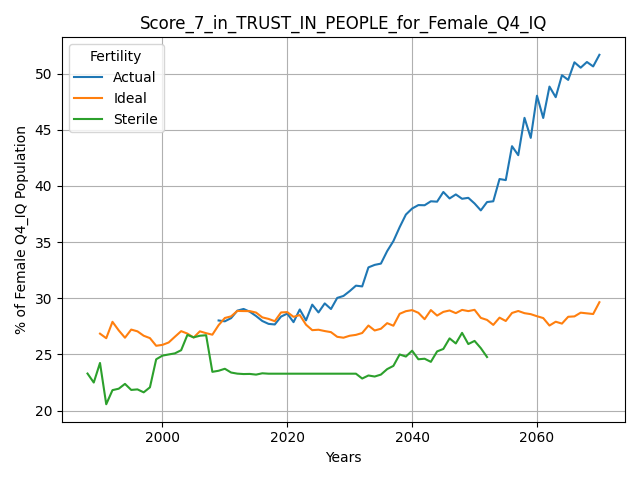 Score_7_in_TRUST_IN_PEOPLE_for_Female_Q4_IQ
Fertility
Actual
Ideal
Sterile
% of Female Q4_IQ Population
50
45
40
35
30
25
20
2000
2020
2040
2060
Years